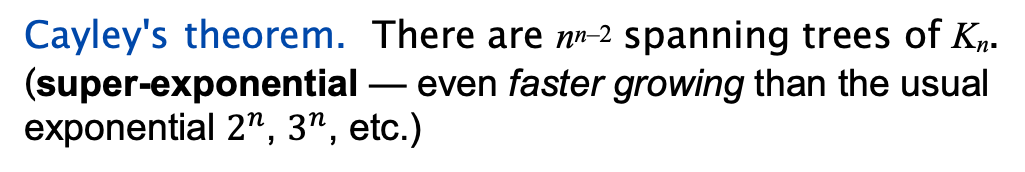 Cayley's theorem. There are nⁿ⁻² spanning trees of Kₙ.
(super-exponential — even faster growing than the usual
exponential 2ⁿ, 3ⁿ, etc.)